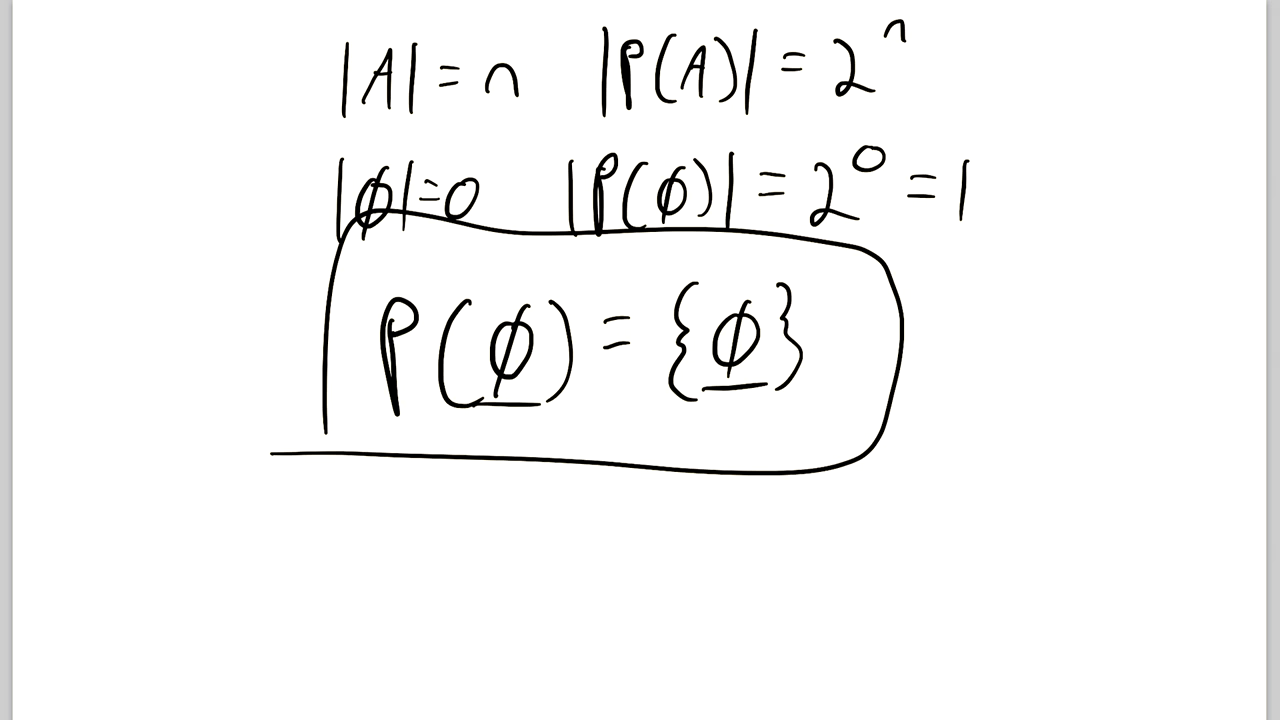 |A| = n |P(A)| = 2^n
|ϕ| = 0 |P(ϕ)| = 2^0 = 1
P(ϕ) = {ϕ}